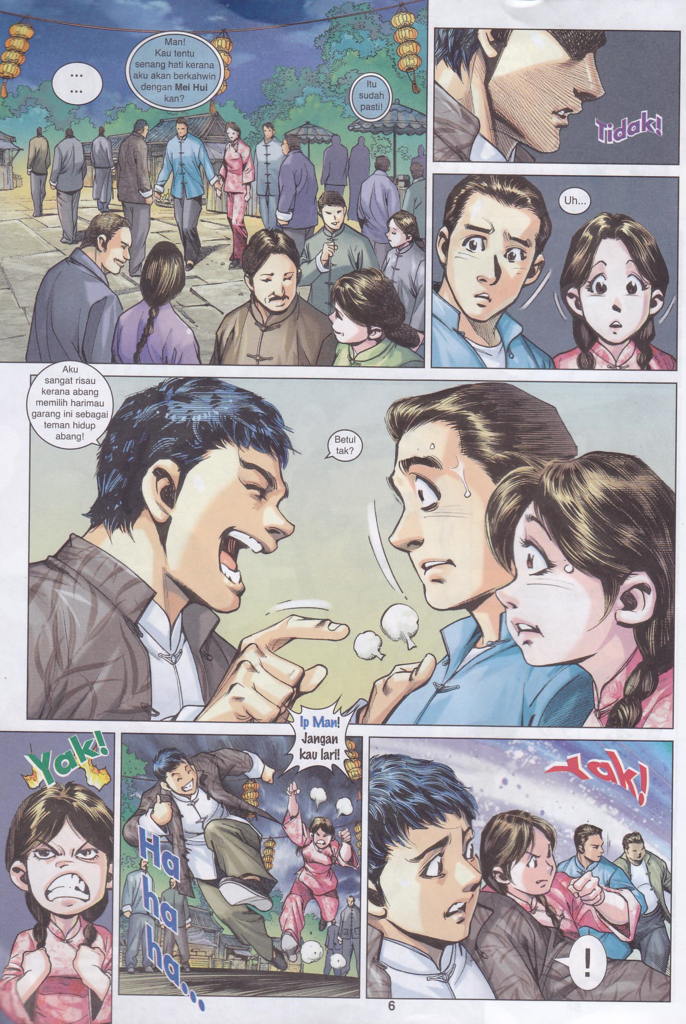 ...
...
Man!
Kau tentu
senang hati kerana
aku akan berkahwin
dengan Mei Hui
kan?
Itu
sudah
pasti!
Tidak!
Uh...
Aku
sangat risau
kerana abang
memilih harimau
garang ini sebagai
teman hidup
abang!
Betul
tak?
Yak!
Ip Man!
Jangan
kau lari!
Ha
ha
ha...
Yak!
!
6